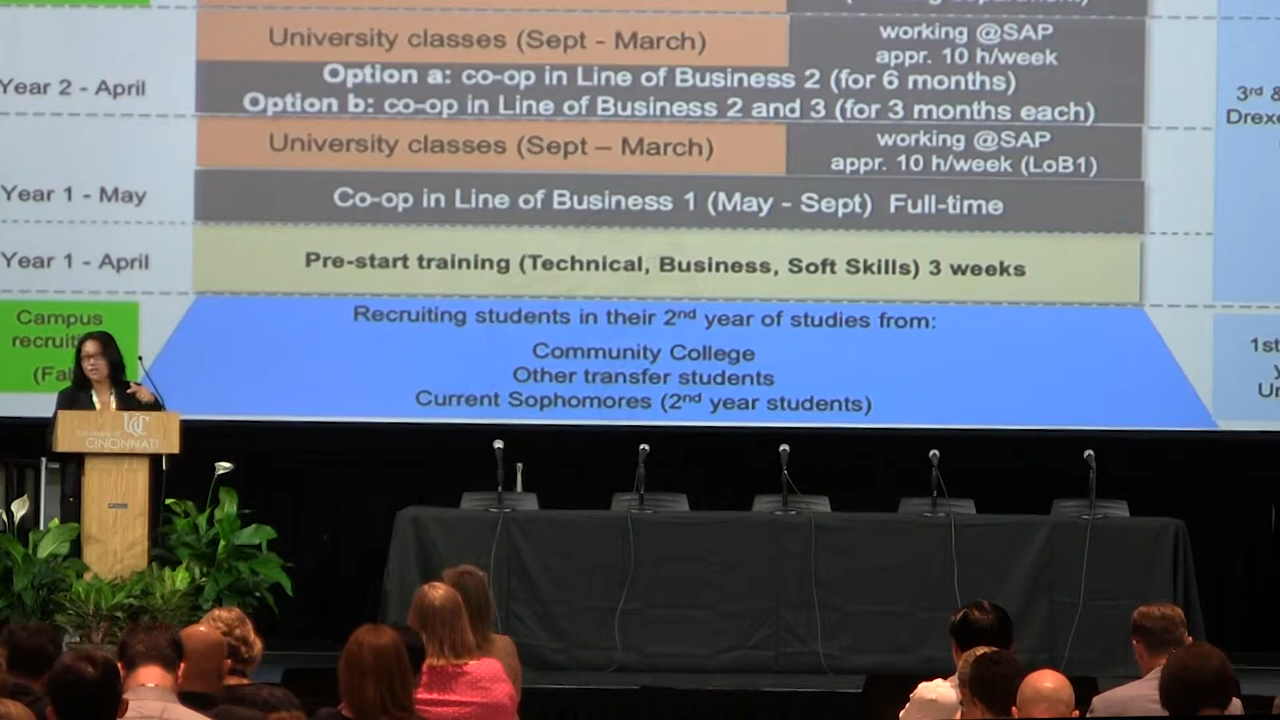 University classes (Sept - March)
working @SAP
appr. 10 h/week
Year 2 - April
Option a: co-op in Line of Business 2 (for 6 months)
Option b: co-op in Line of Business 2 and 3 (for 3 months each)
3rd &
University classes (Sept – March)
working @SAP
appr. 10 h/week (LoB1)
Year 1 - May
Co-op in Line of Business 1 (May - Sept) Full-time
Year 1 - April
Pre-start training (Technical, Business, Soft Skills) 3 weeks
Campus
Recruiting students in their 2nd year of studies from:
Community College
Other transfer students
Current Sophomores (2nd year students)
1st
UC
University of
CINCINNATI